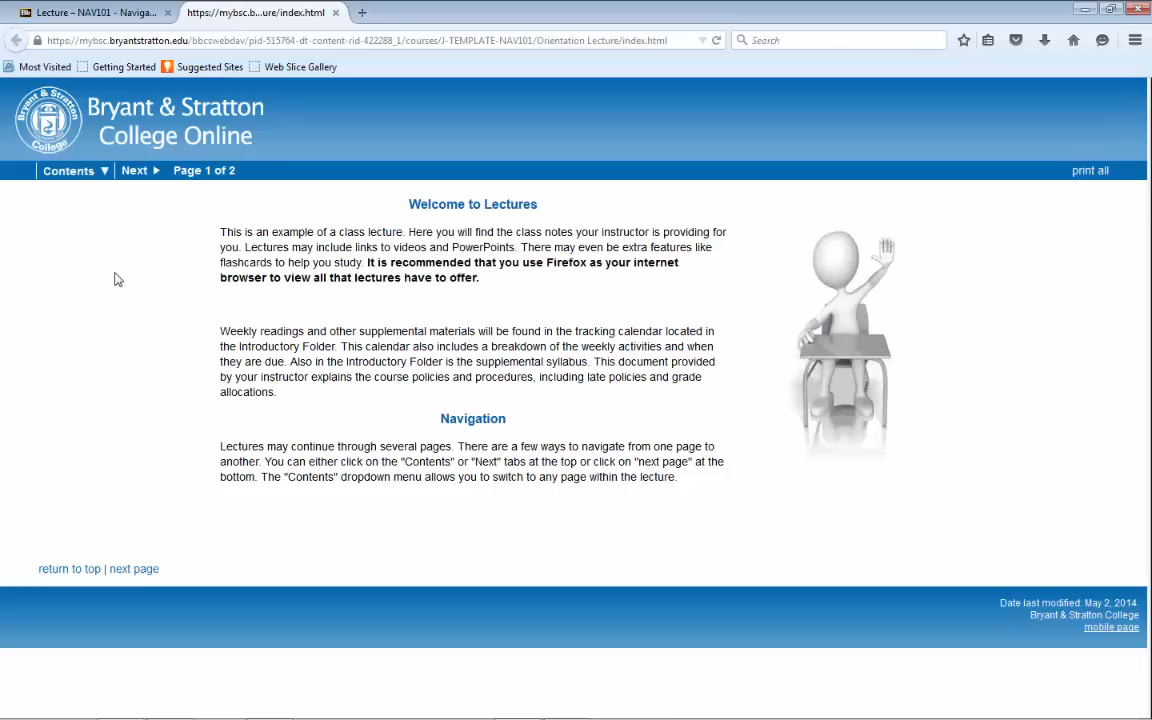 Lecture – NAV101 - Naviga...
https://mybsc.b...ure/index.html
https://mybsc.bryantstratton.edu/bbcswebdav/pid-515764-dt-content-rid-422288_1/courses/J-TEMPLATE-NAV101/Orientation Lecture/index.html
Search
Most Visited Getting Started Suggested Sites Web Slice Gallery
Bryant & Stratton
College
Bryant & Stratton
College Online
Contents ▼ Next ► Page 1 of 2 print all
Welcome to Lectures
This is an example of a class lecture. Here you will find the class notes your instructor is providing for
you. Lectures may include links to videos and PowerPoints. There may even be extra features like
flashcards to help you study. It is recommended that you use Firefox as your internet
browser to view all that lectures have to offer.
Weekly readings and other supplemental materials will be found in the tracking calendar located in
the Introductory Folder. This calendar also includes a breakdown of the weekly activities and when
they are due. Also in the Introductory Folder is the supplemental syllabus. This document provided
by your instructor explains the course policies and procedures, including late policies and grade
allocations.
Navigation
Lectures may continue through several pages. There are a few ways to navigate from one page to
another. You can either click on the "Contents" or "Next" tabs at the top or click on "next page" at the
bottom. The "Contents" dropdown menu allows you to switch to any page within the lecture.
return to top | next page
Date last modified: May 2, 2014.
Bryant & Stratton College
mobile page